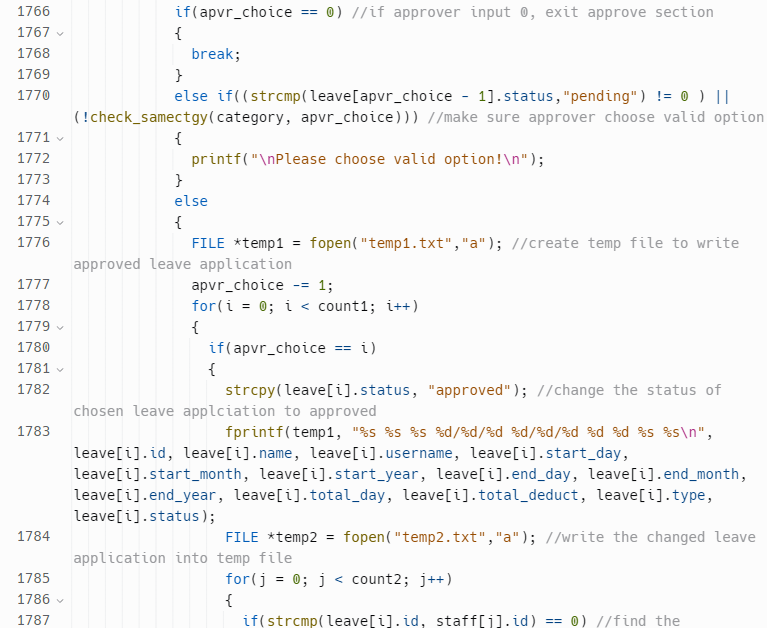 1766 if(apvr_choice == 0) //if approver input 0, exit approve section
1767 {
1768 break;
1769 }
1770 else if((strcmp(leave[apvr_choice - 1].status,"pending") != 0 ) ||
(!check_samectgy(category, apvr_choice))) //make sure approver choose valid option
1771 {
1772 printf("\nPlease choose valid option!\n");
1773 }
1774 else
1775 {
1776 FILE *temp1 = fopen("temp1.txt","a"); //create temp file to write
approved leave application
1777 apvr_choice -= 1;
1778 for(i = 0; i < count1; i++)
1779 {
1780 if(apvr_choice == i)
1781 {
1782 strcpy(leave[i].status, "approved"); //change the status of
chosen leave applciation to approved
1783 fprintf(temp1, "%s %s %s %d/%d/%d %d/%d/%d %d %d %s %s\n",
leave[i].id, leave[i].name, leave[i].username, leave[i].start_day,
leave[i].start_month, leave[i].start_year, leave[i].end_day, leave[i].end_month,
leave[i].end_year, leave[i].total_day, leave[i].total_deduct, leave[i].type,
leave[i].status);
1784 FILE *temp2 = fopen("temp2.txt","a"); //write the changed leave
application into temp file
1785 for(j = 0; j < count2; j++)
1786 {
1787 if(strcmp(leave[i].id, staff[j].id) == 0) //find the